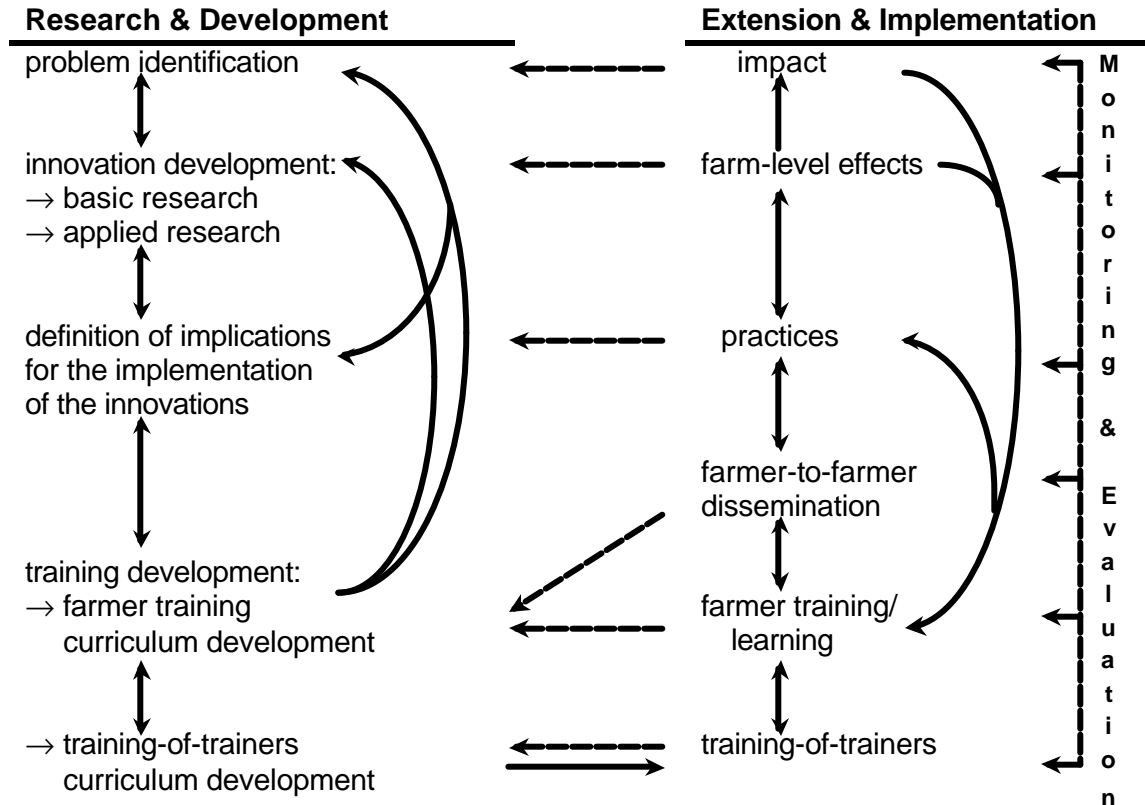 Research & Development
problem identification
innovation development:
→ basic research
→ applied research
definition of implications
for the implementation
of the innovations
training development:
→ farmer training
curriculum development
→ training-of-trainers
curriculum development
Extension & Implementation
impact
farm-level effects
practices
farmer-to-farmer
dissemination
farmer training/
learning
training-of-trainers
Monitoring & Evaluation